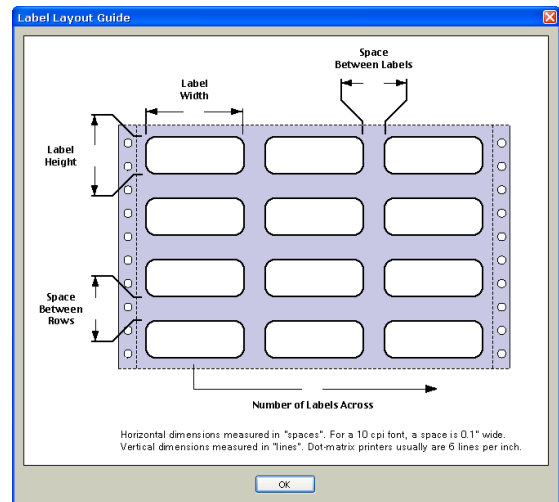 Label Layout Guide
Space
Between Labels
Label
Width
Label
Height
Space
Between
Rows
Number of Labels Across
Horizontal dimensions measured in "spaces". For a 10 cpi font, a space is 0.1" wide.
Vertical dimensions measured in "lines". Dot-matrix printers usually are 6 lines per inch.
OK